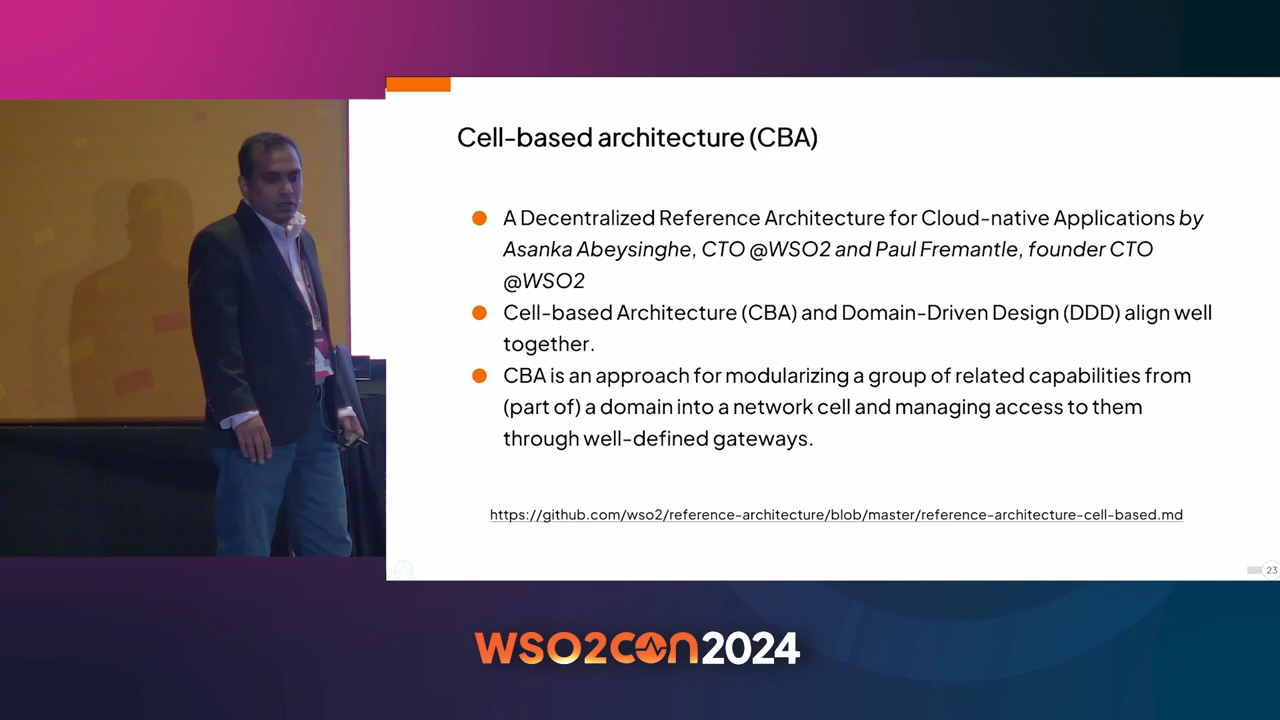 Cell-based architecture (CBA)
A Decentralized Reference Architecture for Cloud-native Applications by
Asanka Abeysinghe, CTO @WSO2 and Paul Fremantle, founder CTO
@WSO2
Cell-based Architecture (CBA) and Domain-Driven Design (DDD) align well
together.
CBA is an approach for modularizing a group of related capabilities from
(part of) a domain into a network cell and managing access to them
through well-defined gateways.
https://github.com/wso2/reference-architecture/blob/master/reference-architecture-cell-based.md
23
WSO2CON2024